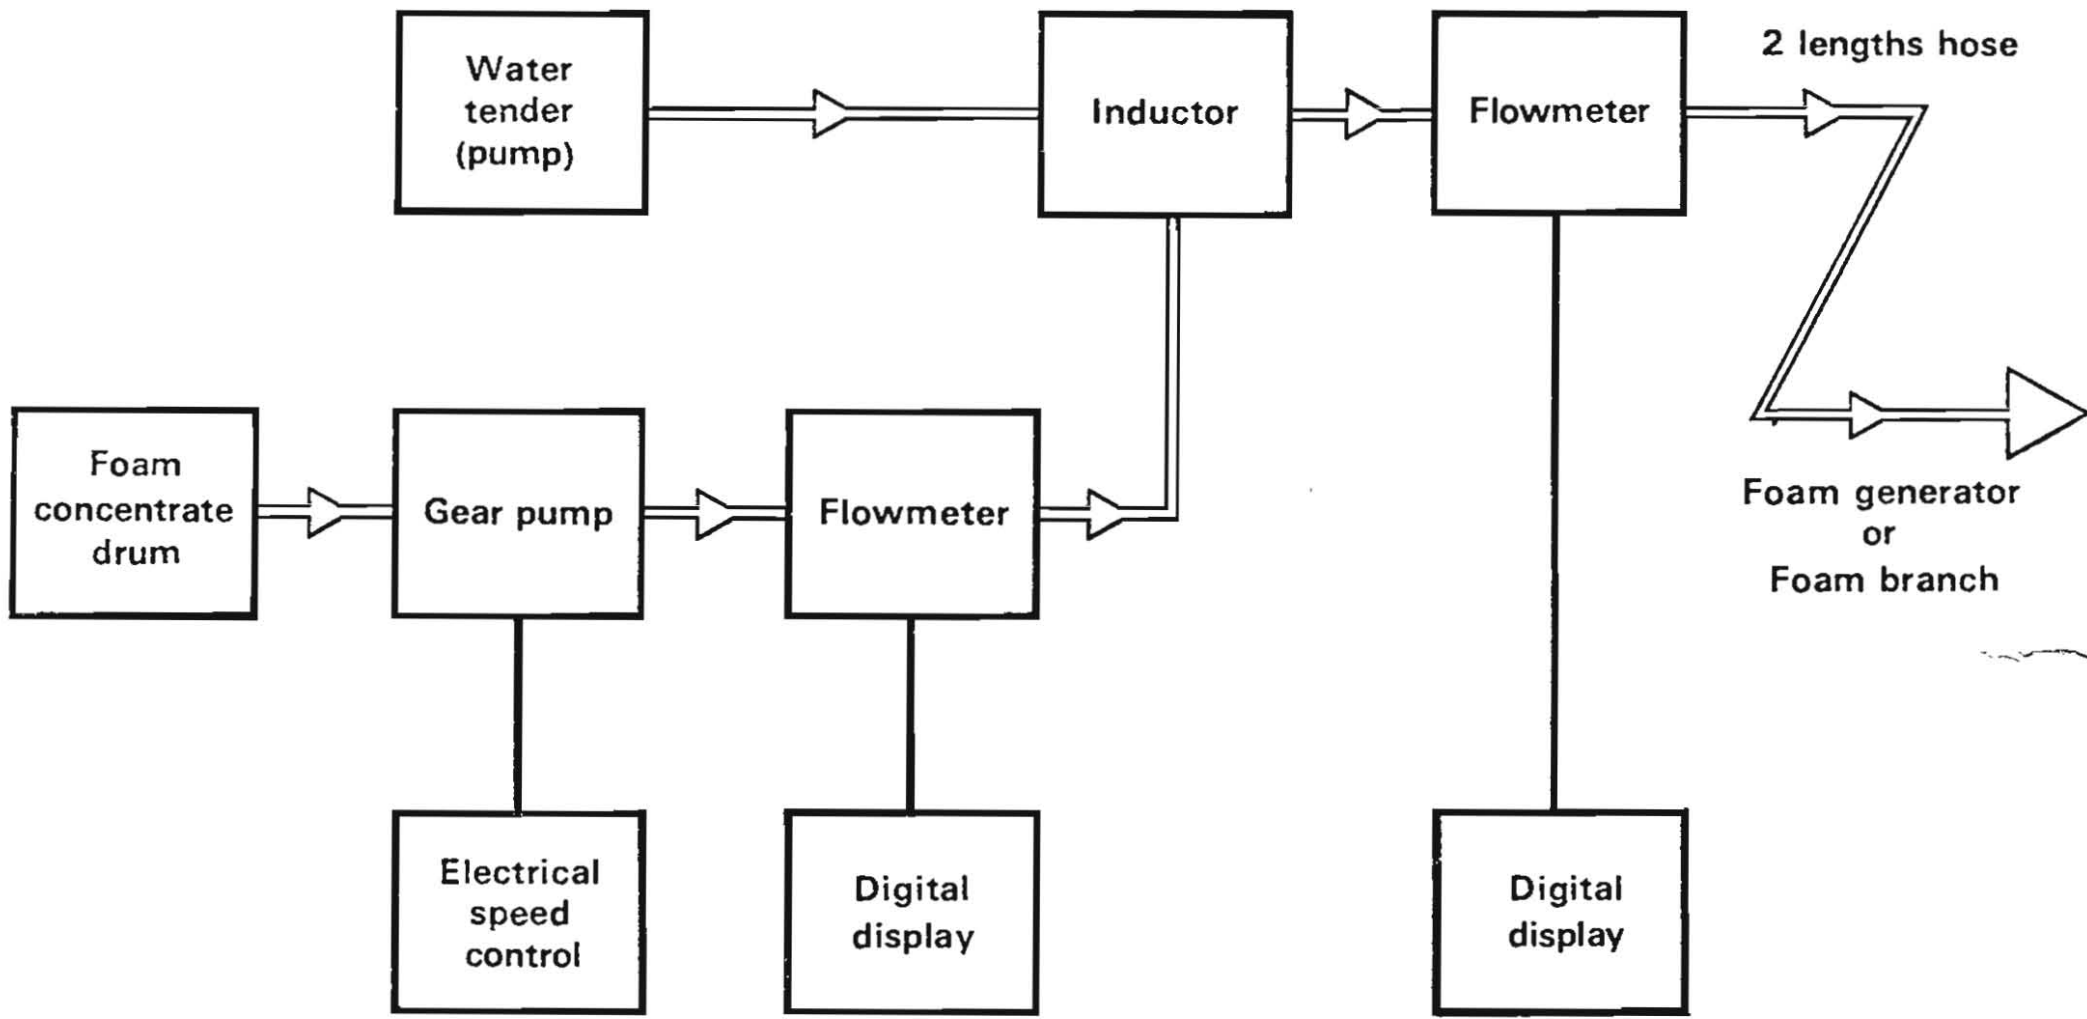 Water
tender
(pump)
Inductor
Flowmeter
2 lengths hose
Foam
concentrate
drum
Gear pump
Flowmeter
Foam generator
or
Foam branch
Electrical
speed
control
Digital
display
Digital
display